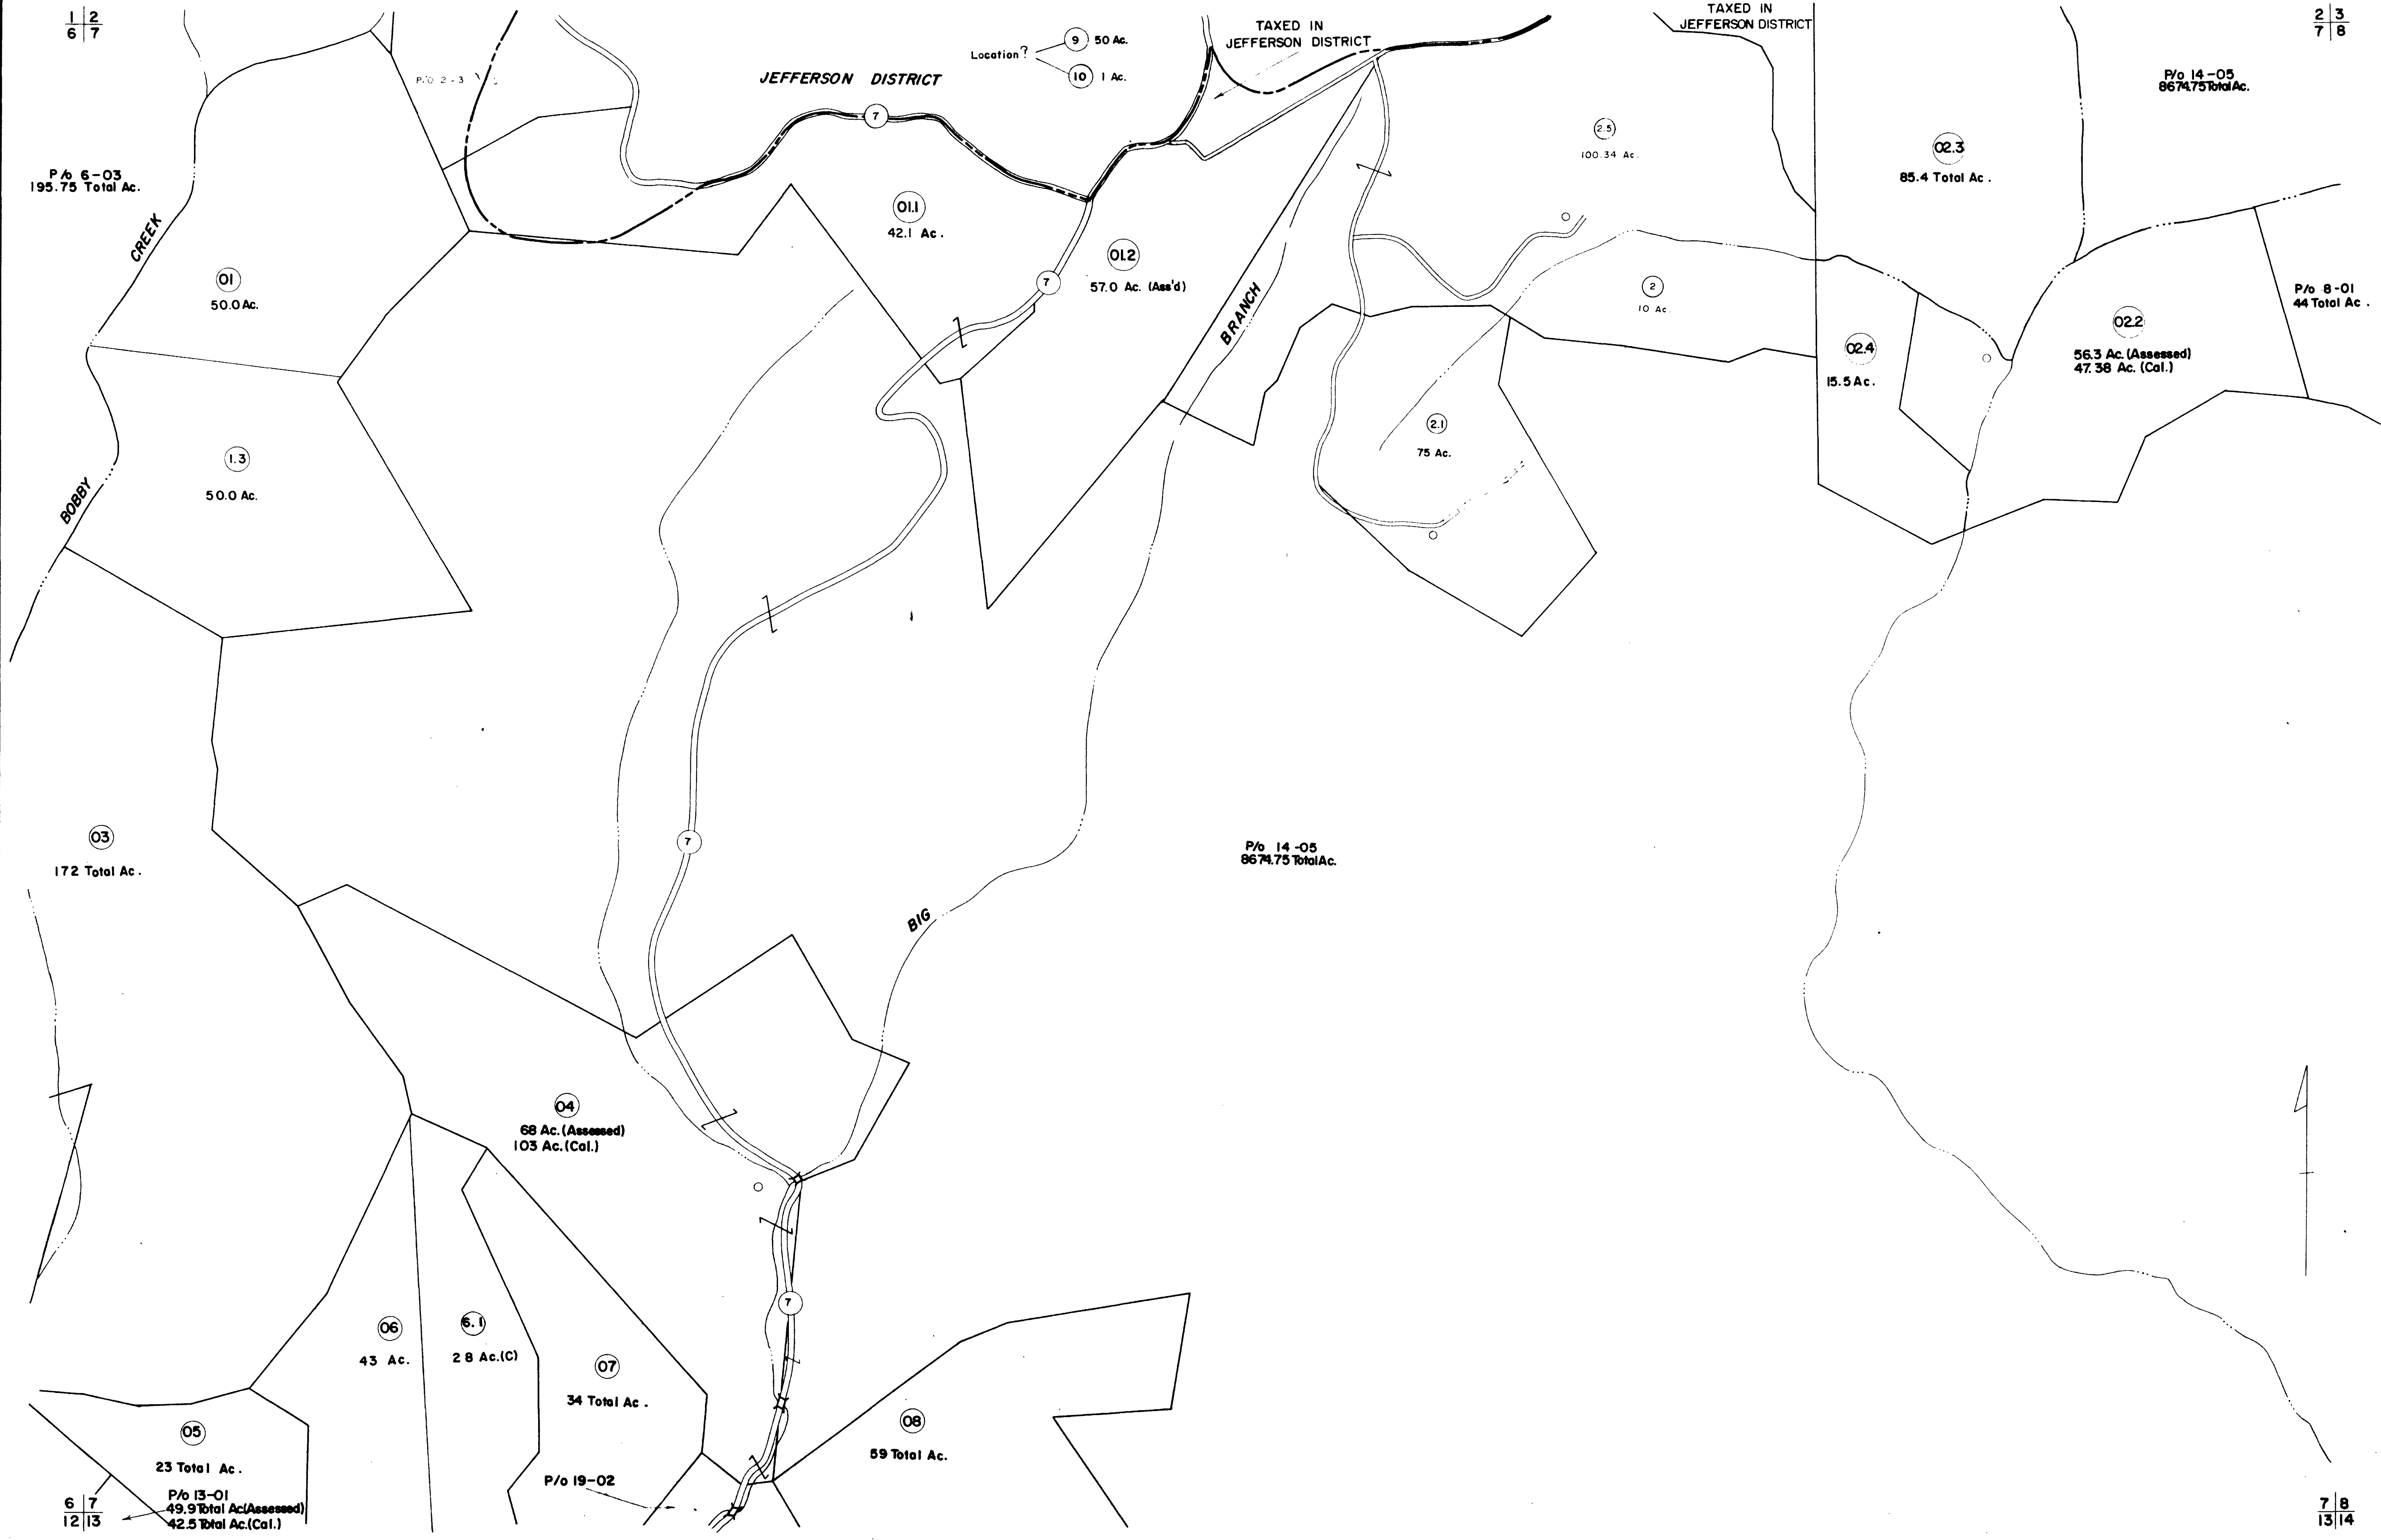 1 2
6 7
TAXED IN
JEFFERSON DISTRICT
TAXED IN
JEFFERSON DISTRICT
2 3
7 8
Location?
9 50 Ac.
10 1 Ac.
JEFFERSON DISTRICT
P/O 2-3
7
P/o 14-05
8674.75 Total Ac.
P/o 6-03
195.75 Total Ac.
2.5
100.34 Ac.
02.3
85.4 Total Ac.
01.1
42.1 Ac.
01.2
57.0 Ac. (Ass'd)
7
CREEK
01
50.0 Ac.
BRANCH
2
10 Ac.
P/o 8-01
44 Total Ac.
02.2
56.3 Ac. (Assessed)
47.38 Ac. (Cal.)
02.4
15.5 Ac.
2.1
75 Ac.
1.3
50.0 Ac.
BOBBY
03
172 Total Ac.
7
P/o 14-05
8674.75 Total Ac.
BIG
04
68 Ac. (Assessed)
103 Ac. (Cal.)
7
06
43 Ac.
6.1
28 Ac. (C)
07
34 Total Ac.
05
23 Total Ac.
08
59 Total Ac.
P/o 19-02
P/o 13-01
49.9 Total Ac (Assessed)
42.5 Total Ac. (Cal.)
6 7
12 13
7 8
13 14